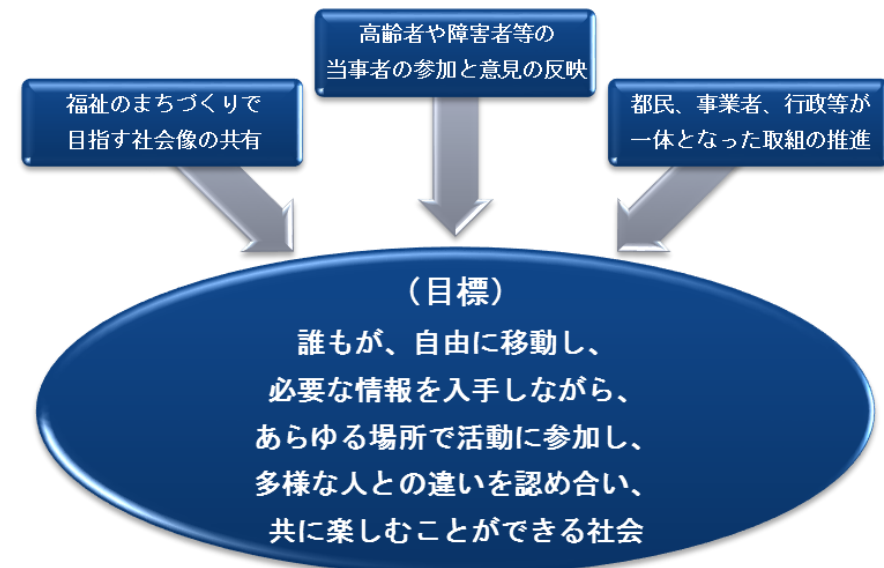 高齢者や障害者等の
当事者の参加と意見の反映
福祉のまちづくりで
目指す社会像の共有
都民、事業者、行政等が
一体となった取組の推進
（目標）
誰もが、自由に移動し、
必要な情報を入手しながら、
あらゆる場所で活動に参加し、
多様な人との違いを認め合い、
共に楽しむことができる社会